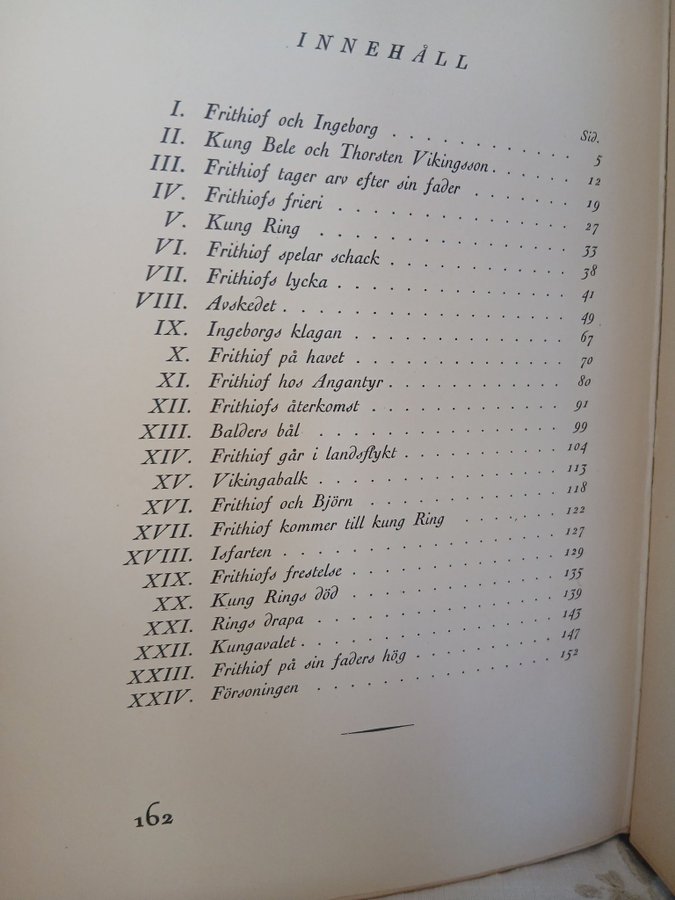 INNEHÅLL
Sid.
I. Frithiof och Ingeborg . . . . . . . . . . . 5
II. Kung Bele och Thorsten Vikingsson . . . . . . 12
III. Frithiof tager arv efter sin fader . . . . . . . 19
IV. Frithiofs frieri . . . . . . . . . . . . . 27
V. Kung Ring . . . . . . . . . . . . . 33
VI. Frithiof spelar schack . . . . . . . . . . . 38
VII. Frithiofs lycka . . . . . . . . . . . . . 41
VIII. Avskedet . . . . . . . . . . . . . . . 49
IX. Ingeborgs klagan . . . . . . . . . . . . 67
X. Frithiof på havet . . . . . . . . . . . . 70
XI. Frithiof hos Angantyr . . . . . . . . . . 80
XII. Frithiofs återkomst . . . . . . . . . . . 91
XIII. Balders bål . . . . . . . . . . . . . 99
XIV. Frithiof går i landsflykt . . . . . . . . . 104
XV. Vikingabalk . . . . . . . . . . . . . 113
XVI. Frithiof och Björn . . . . . . . . . . . 118
XVII. Frithiof kommer till kung Ring . . . . . . . 122
XVIII. Isfarten . . . . . . . . . . . . . . 127
XIX. Frithiofs frestelse . . . . . . . . . . . 129
XX. Kung Rings död . . . . . . . . . . . . 135
XXI. Rings drapa . . . . . . . . . . . . . 139
XXII. Kungavalet . . . . . . . . . . . . . 143
XXIII. Frithiof på sin faders hög . . . . . . . . 147
XXIV. Försoningen . . . . . . . . . . . . . 152
162